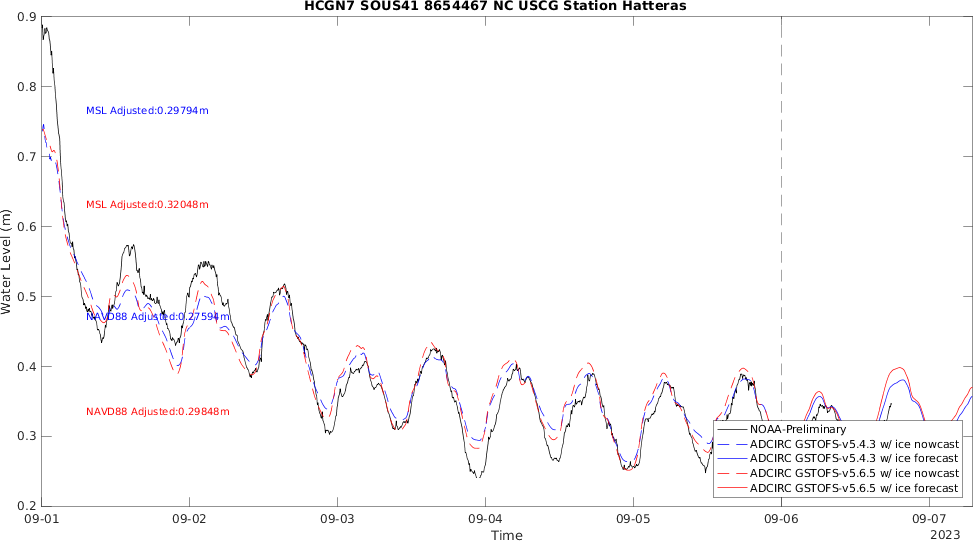 HCGN7 SOUS41 8654467 NC USCG Station Hatteras
0.9
0.8
0.7
0.6
0.5
0.4
0.3
0.2
Water Level (m)
MSL Adjusted:0.29794m
MSL Adjusted:0.32048m
NAVD88 Adjusted:0.27594m
NAVD88 Adjusted:0.29848m
NOAA-Preliminary
ADCIRC GSTOFS-v5.4.3 w/ ice nowcast
ADCIRC GSTOFS-v5.4.3 w/ ice forecast
ADCIRC GSTOFS-v5.6.5 w/ ice nowcast
ADCIRC GSTOFS-v5.6.5 w/ ice forecast
09-01 09-02 09-03 09-04 09-05 09-06 09-07
Time
2023